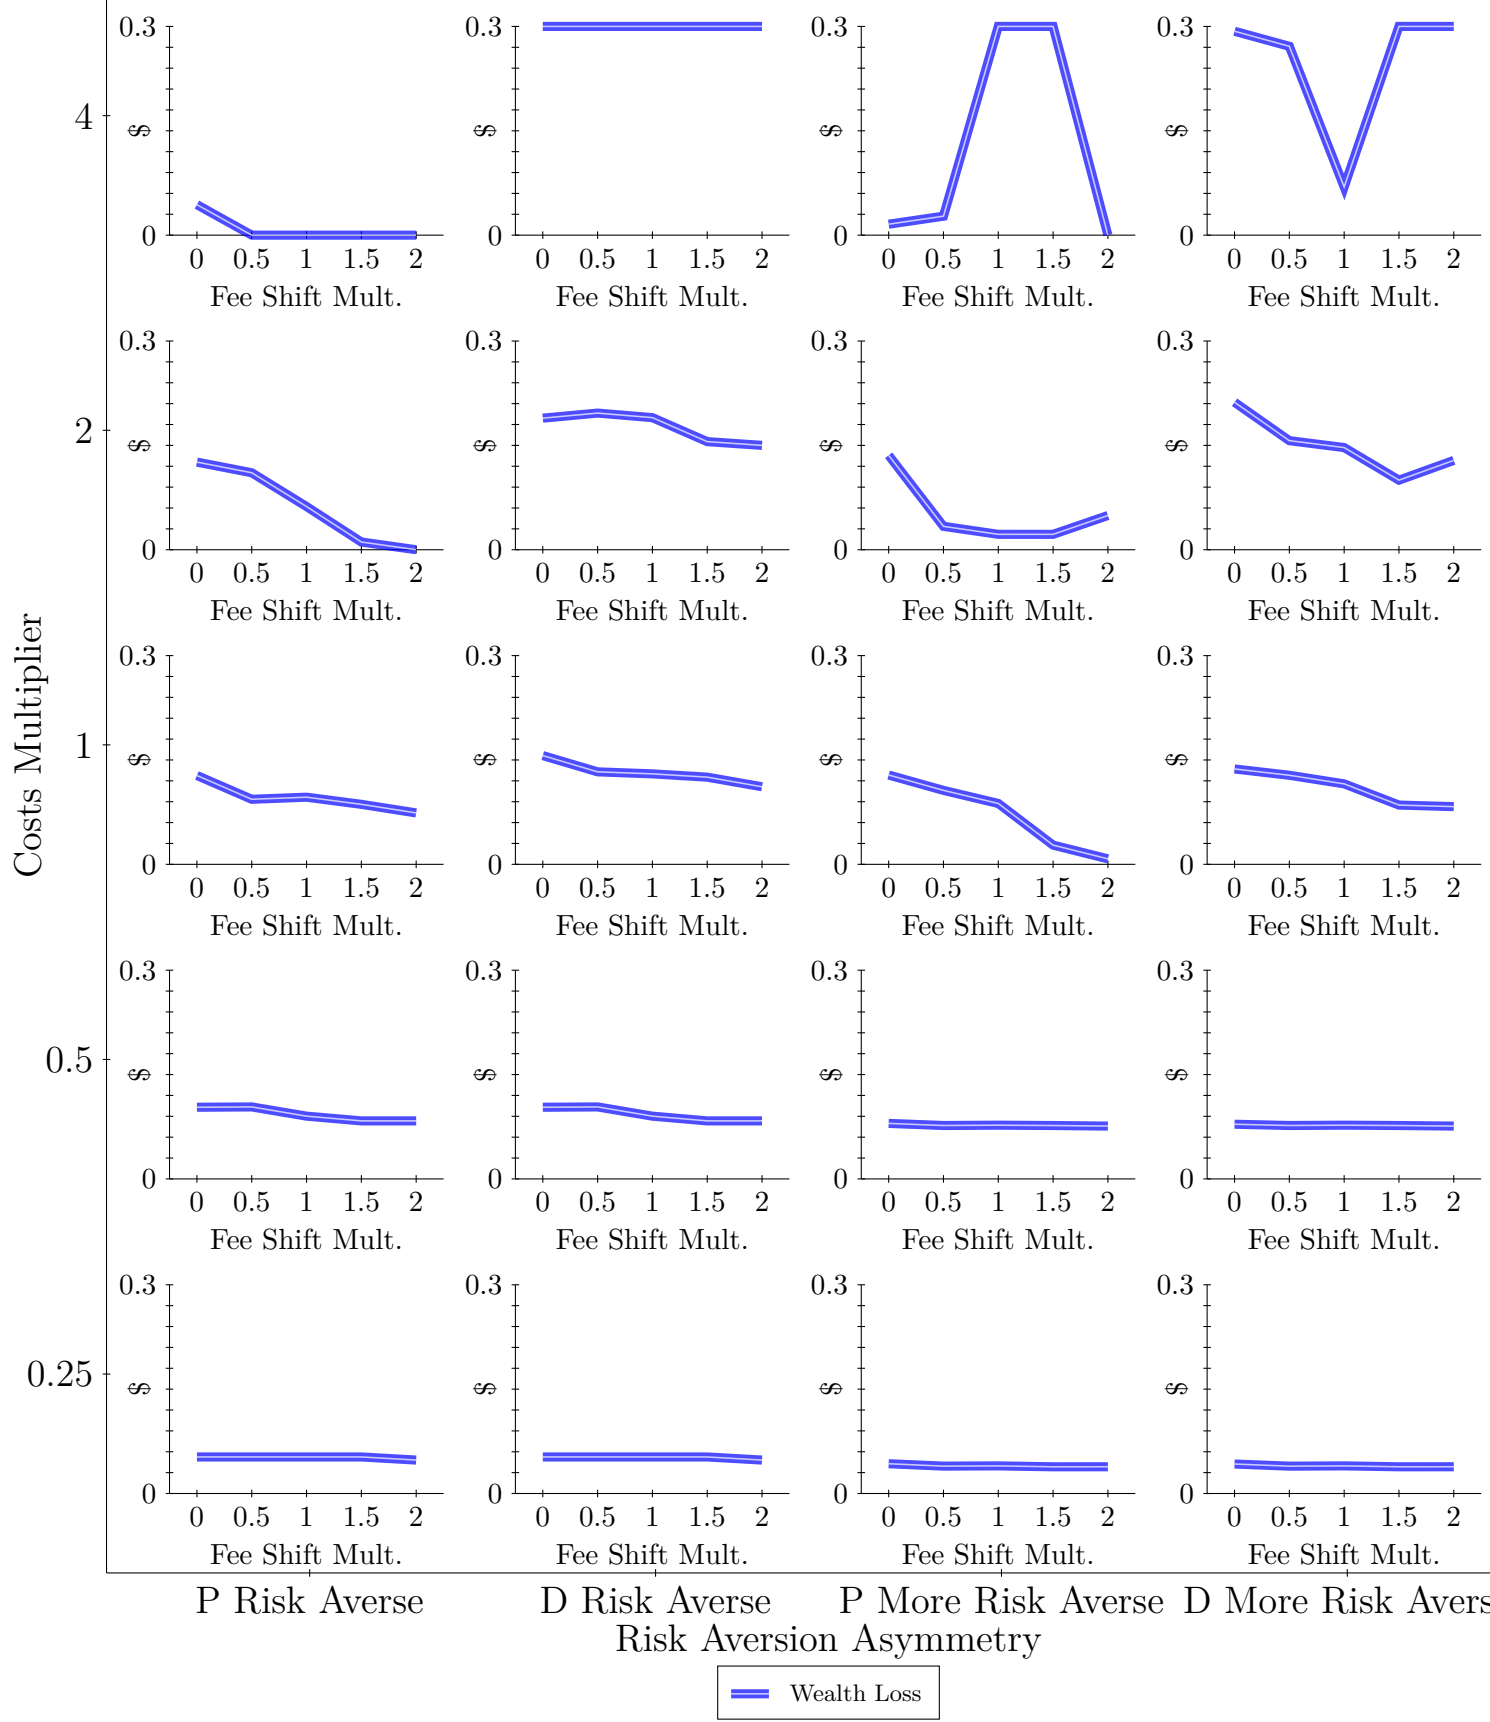 0.3 0.3 0.3 0.3
4 $ $ $ $
0 0 0 0
0 0.5 1 1.5 2 0 0.5 1 1.5 2 0 0.5 1 1.5 2 0 0.5 1 1.5 2
Fee Shift Mult. Fee Shift Mult. Fee Shift Mult. Fee Shift Mult.
0.3 0.3 0.3 0.3
2 $ $ $ $
0 0 0 0
0 0.5 1 1.5 2 0 0.5 1 1.5 2 0 0.5 1 1.5 2 0 0.5 1 1.5 2
Fee Shift Mult. Fee Shift Mult. Fee Shift Mult. Fee Shift Mult.
Costs Multiplier
0.3 0.3 0.3 0.3
1 $ $ $ $
0 0 0 0
0 0.5 1 1.5 2 0 0.5 1 1.5 2 0 0.5 1 1.5 2 0 0.5 1 1.5 2
Fee Shift Mult. Fee Shift Mult. Fee Shift Mult. Fee Shift Mult.
0.3 0.3 0.3 0.3
0.5 $ $ $ $
0 0 0 0
0 0.5 1 1.5 2 0 0.5 1 1.5 2 0 0.5 1 1.5 2 0 0.5 1 1.5 2
Fee Shift Mult. Fee Shift Mult. Fee Shift Mult. Fee Shift Mult.
0.3 0.3 0.3 0.3
0.25 $ $ $ $
0 0 0 0
0 0.5 1 1.5 2 0 0.5 1 1.5 2 0 0.5 1 1.5 2 0 0.5 1 1.5 2
Fee Shift Mult. Fee Shift Mult. Fee Shift Mult. Fee Shift Mult.
P Risk Averse D Risk Averse P More Risk Averse D More Risk Avers
Risk Aversion Asymmetry
Wealth Loss